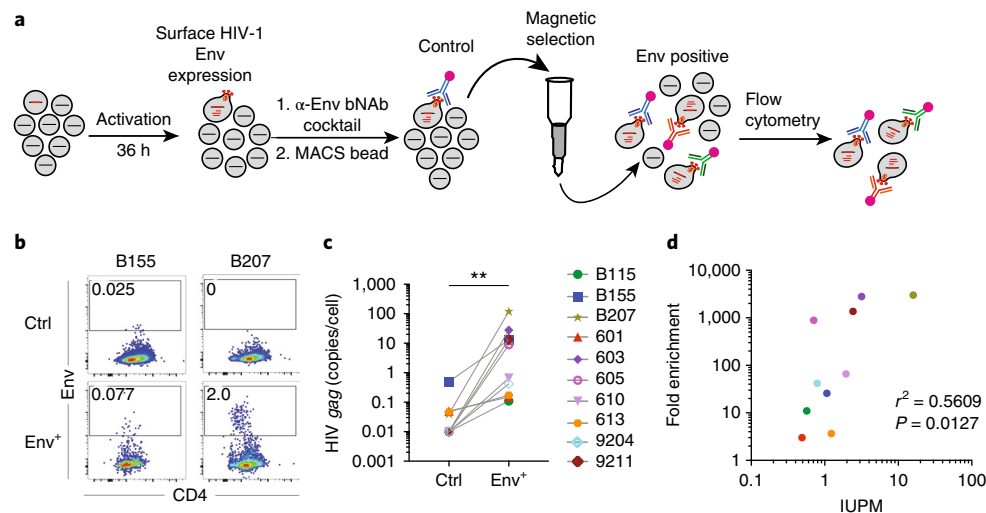 a
Surface HIV-1
Env
expression
Activation
36 h
1. α-Env bNAb
cocktail
2. MACS bead
Control
Magnetic
selection
Env positive
Flow
cytometry
b
B155
B207
Ctrl
0.025
0
Env
Env+
0.077
2.0
CD4
c
HIV gag (copies/cell)
1,000
100
10
1
0.1
0.01
0.001
**
Ctrl
Env+
B115
B155
B207
601
603
605
610
613
9204
9211
d
Fold enrichment
10,000
1,000
100
10
1
r2 = 0.5609
P = 0.0127
0.1
1
10
100
IUPM